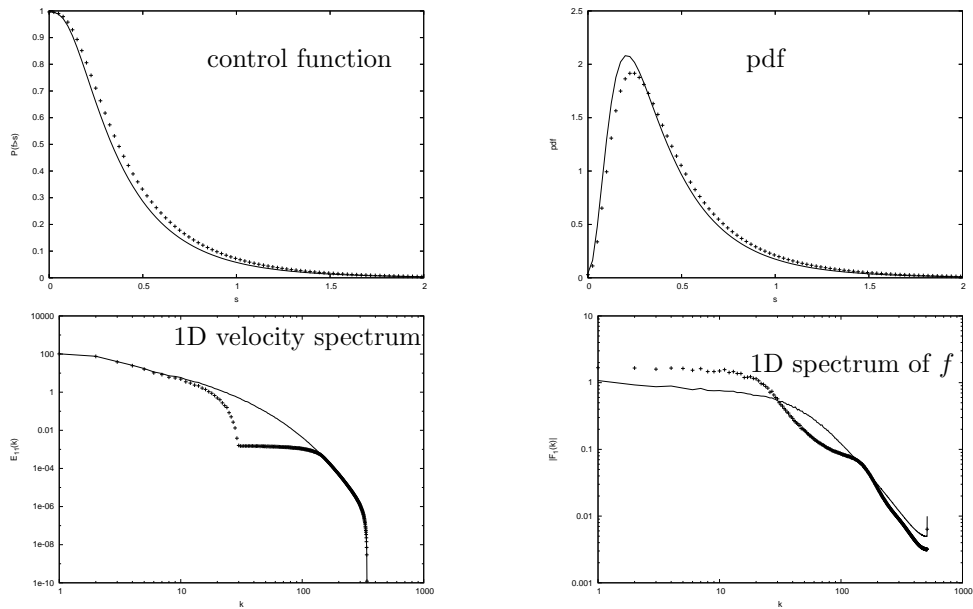 1
0.9
0.8
0.7
0.6
0.5
0.4
0.3
0.2
0.1
0
0
0.5
1
1.5
2
P(f>s)
s
control function
2.5
2
1.5
1
0.5
0
0
0.5
1
1.5
2
pdf
s
pdf
10000
100
1
0.01
1e-04
1e-06
1e-08
1e-10
1
10
100
1000
E11(k)
k
1D velocity spectrum
10
1
0.1
0.01
0.001
1
10
100
1000
|F1(k)|
k
1D spectrum of f